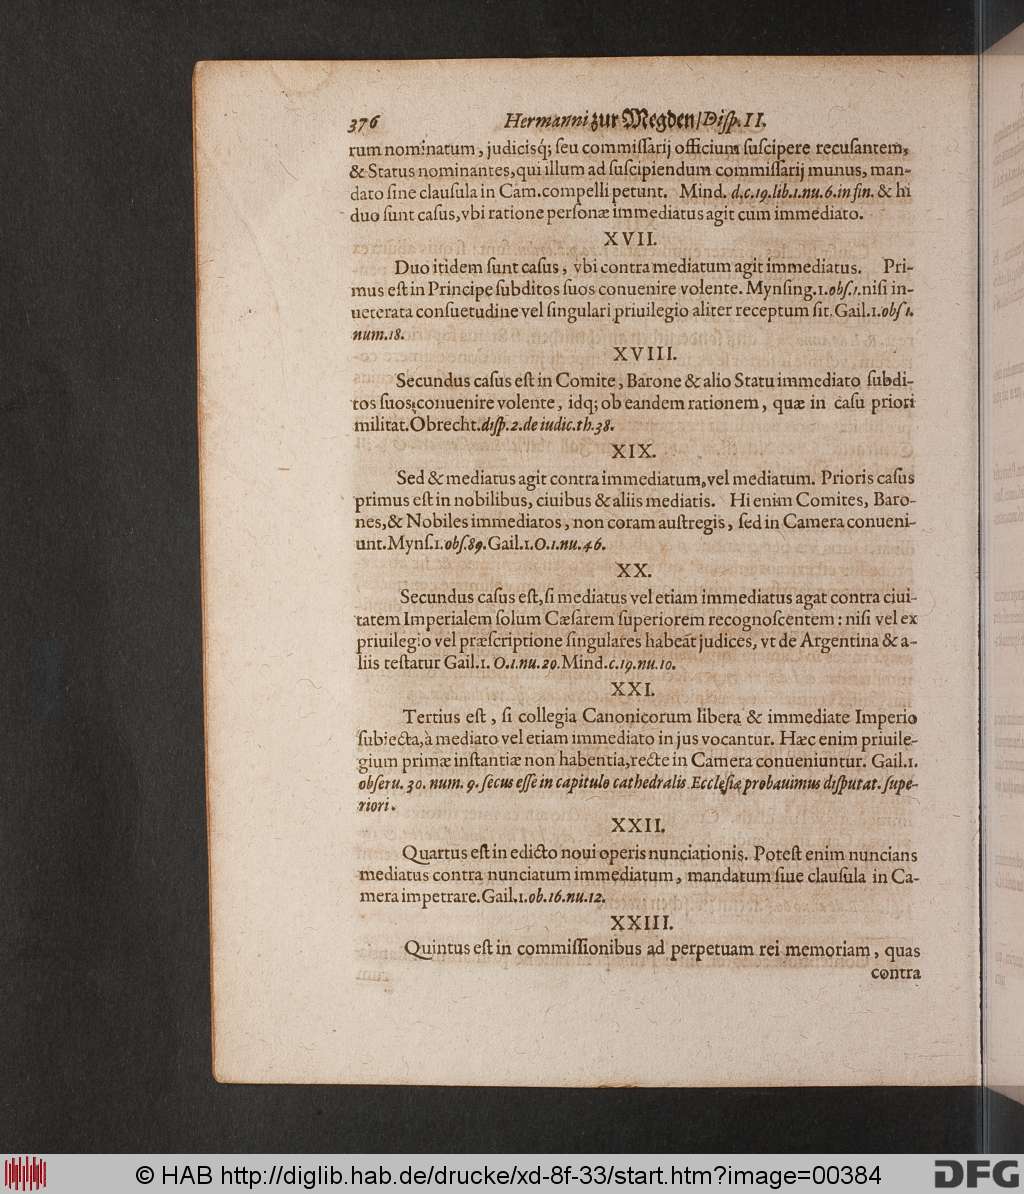 376 Hermanni zur Megden / Disp. II.
rum nominatum, judicisq; seu commissarij officium suscipere recusantem,
& Status nominantes, qui illum ad suscipiendum commissarij munus, man-
dato sine clausula in Cam. compelli petunt. Mind. d. c. 19. lib. 1. nu. 6. in fin. & hi
duo sunt casus, vbi ratione personæ immediatus agit cum immediato.
XVII.
Duo itidem sunt casus, vbi contra mediatum agit immediatus. Pri-
mus est in Principe subditos suos conuenire volente. Mynsing. 1. obs. 1. nisi in-
ueterata consuetudine vel singulari priuilegio aliter receptum sit. Gail. 1. obs 1.
num. 18.
XVIII.
Secundus casus est in Comite, Barone & alio Statu immediato subdi-
tos suos conuenire volente, idq; ob eandem rationem, quæ in casu priori
militat. Obrecht. disp. 2. de iudic. th. 38.
XIX.
Sed & mediatus agit contra immediatum, vel mediatum. Prioris casus
primus est in nobilibus, ciuibus & aliis mediatis. Hi enim Comites, Baro-
nes, & Nobiles immediatos, non coram austregis, sed in Camera conueni-
unt. Myns. 1. obs. 89. Gail. 1. O. 1. nu. 46.
XX.
Secundus casus est, si mediatus vel etiam immediatus agat contra ciui-
tatem Imperialem solum Cæsarem superiorem recognoscentem: nisi vel ex
priuilegio vel præscriptione singulares habeāt judices, vt de Argentina & a-
liis testatur Gail. 1. O. 1. nu. 29. Mind. c. 19. nu. 10.
XXI.
Tertius est, si collegia Canonicorum libera & immediate Imperio
subiecta, à mediato vel etiam immediato in jus vocantur. Hæc enim priuile-
gium primæ instantiæ non habentia, recte in Camera conueniuntur. Gail. 1.
obseru. 30. num. 9. secus esse in capitulo cathedralis Ecclesiæ probauimus disputat. supe-
riori.
XXII.
Quartus est in edicto noui operis nunciationis. Potest enim nuncians
mediatus contra nunciatum immediatum, mandatum siue clausula in Ca-
mera impetrare. Gail. 1. ob. 16. nu. 12.
XXIII.
Quintus est in commissionibus ad perpetuam rei memoriam, quas
contra
© HAB http://diglib.hab.de/drucke/xd-8f-33/start.htm?image=00384
DFG